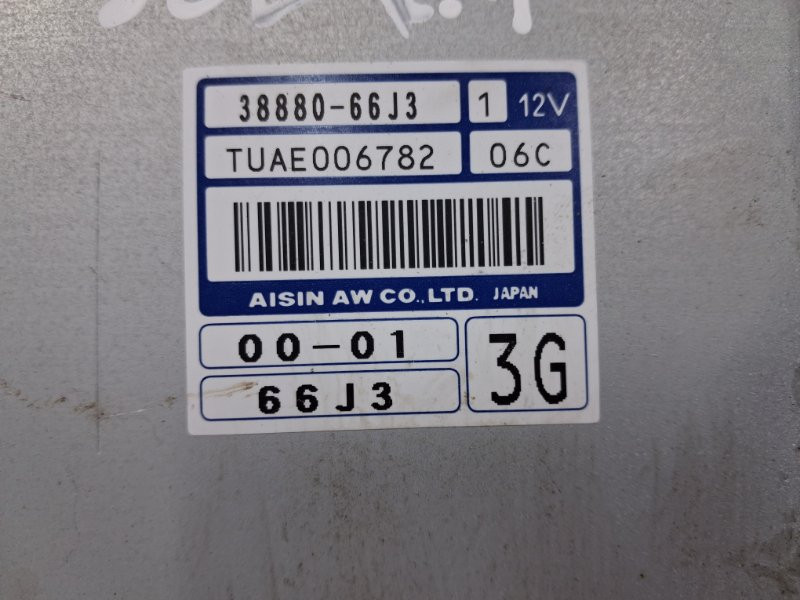 38880-66J3 1 12V
TUAE006782 06C
AISIN AW CO.,LTD. JAPAN
00-01
66J3
3G